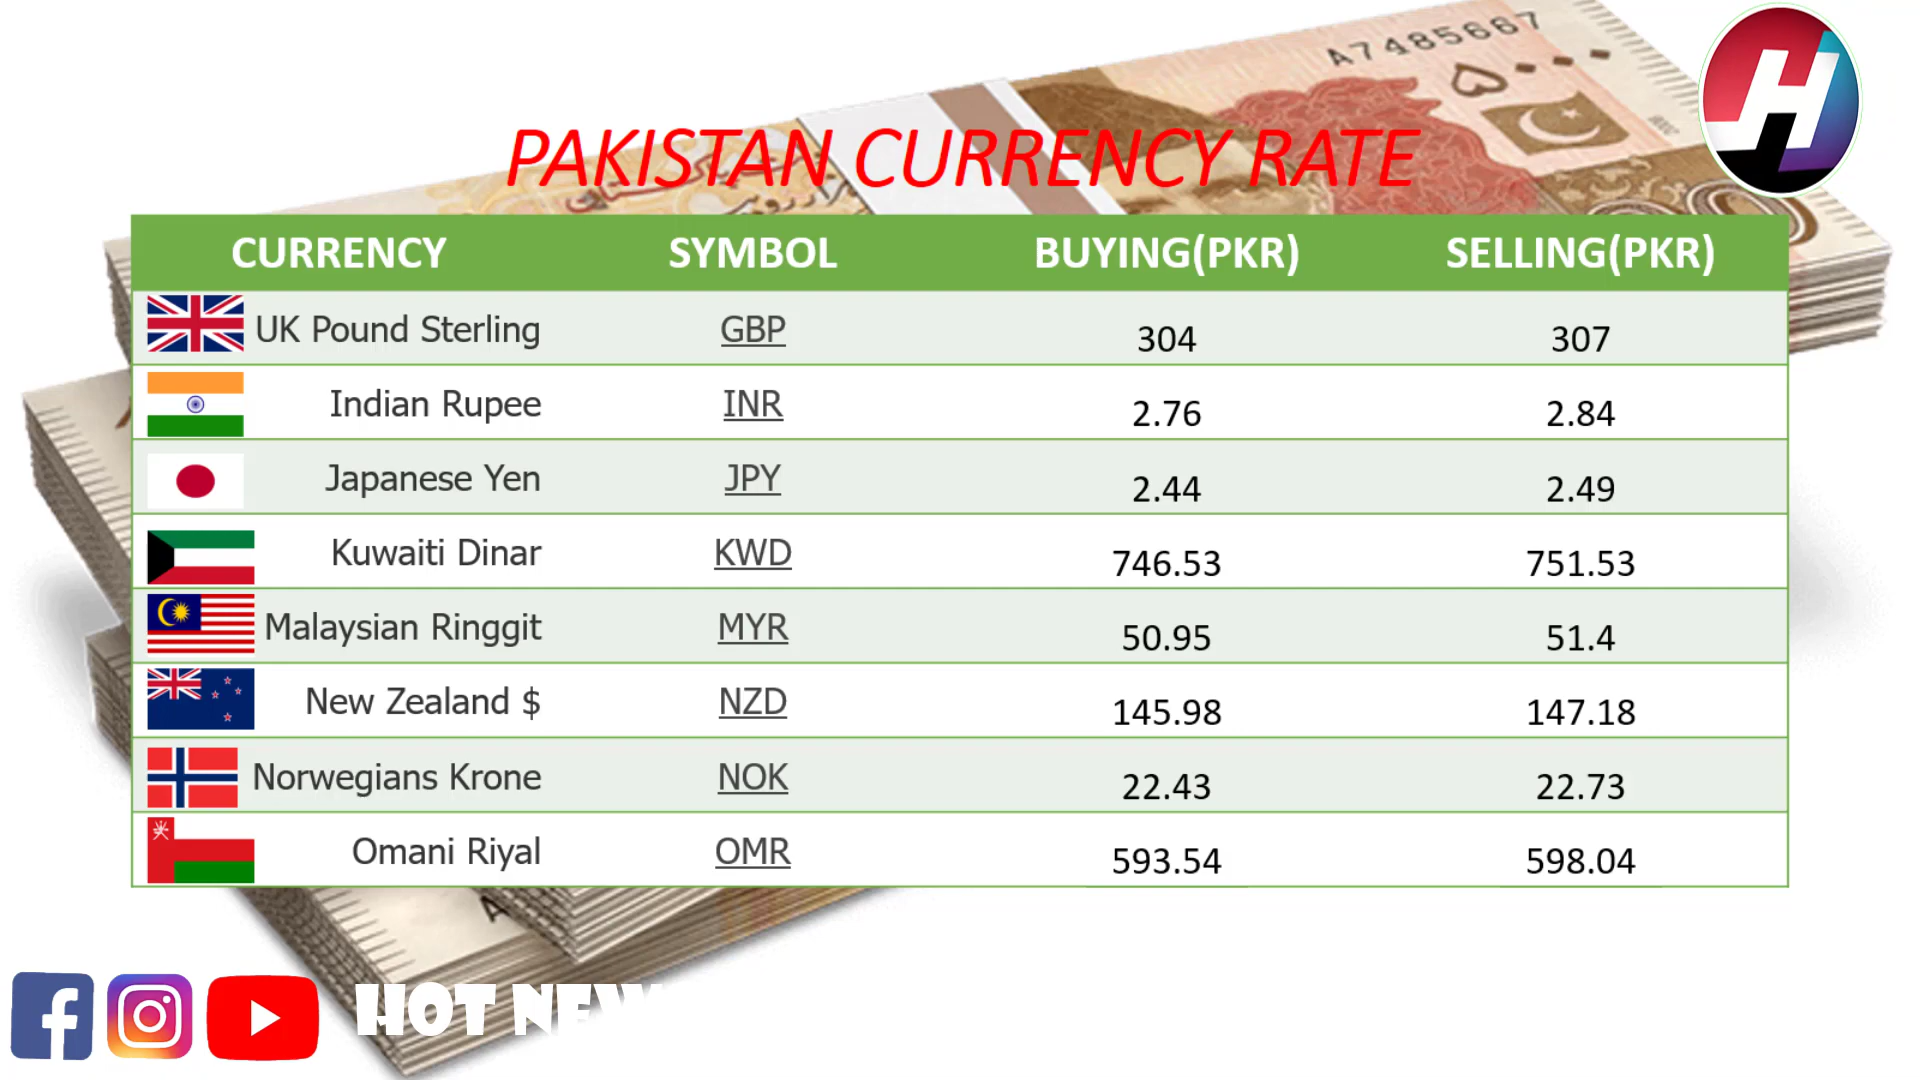 A7485667
۵۰۰۰
PAKISTAN CURRENCY RATE
CURRENCY SYMBOL BUYING(PKR) SELLING(PKR)
UK Pound Sterling GBP 304 307
Indian Rupee INR 2.76 2.84
Japanese Yen JPY 2.44 2.49
Kuwaiti Dinar KWD 746.53 751.53
Malaysian Ringgit MYR 50.95 51.4
New Zealand $ NZD 145.98 147.18
Norwegians Krone NOK 22.43 22.73
Omani Riyal OMR 593.54 598.04
HOT NEW